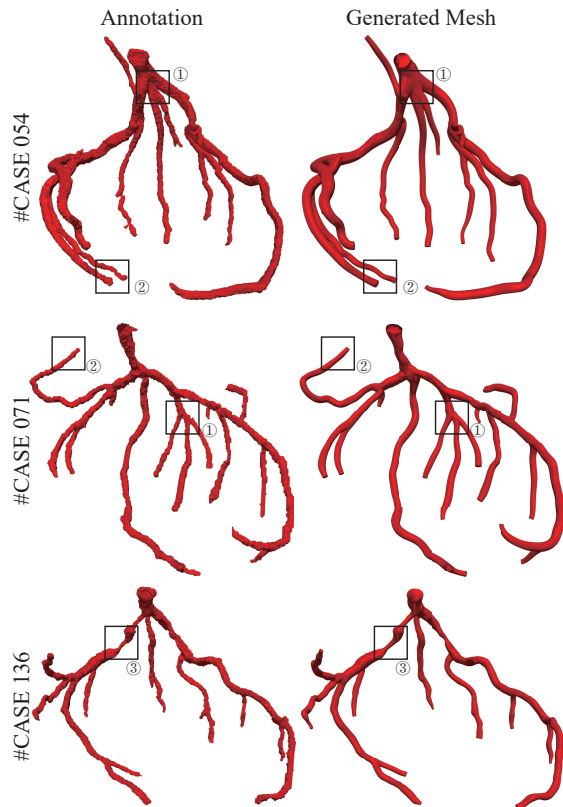 Annotation Generated Mesh
#CASE 054
① ①
② ②
#CASE 071
② ②
① ①
#CASE 136
③ ③